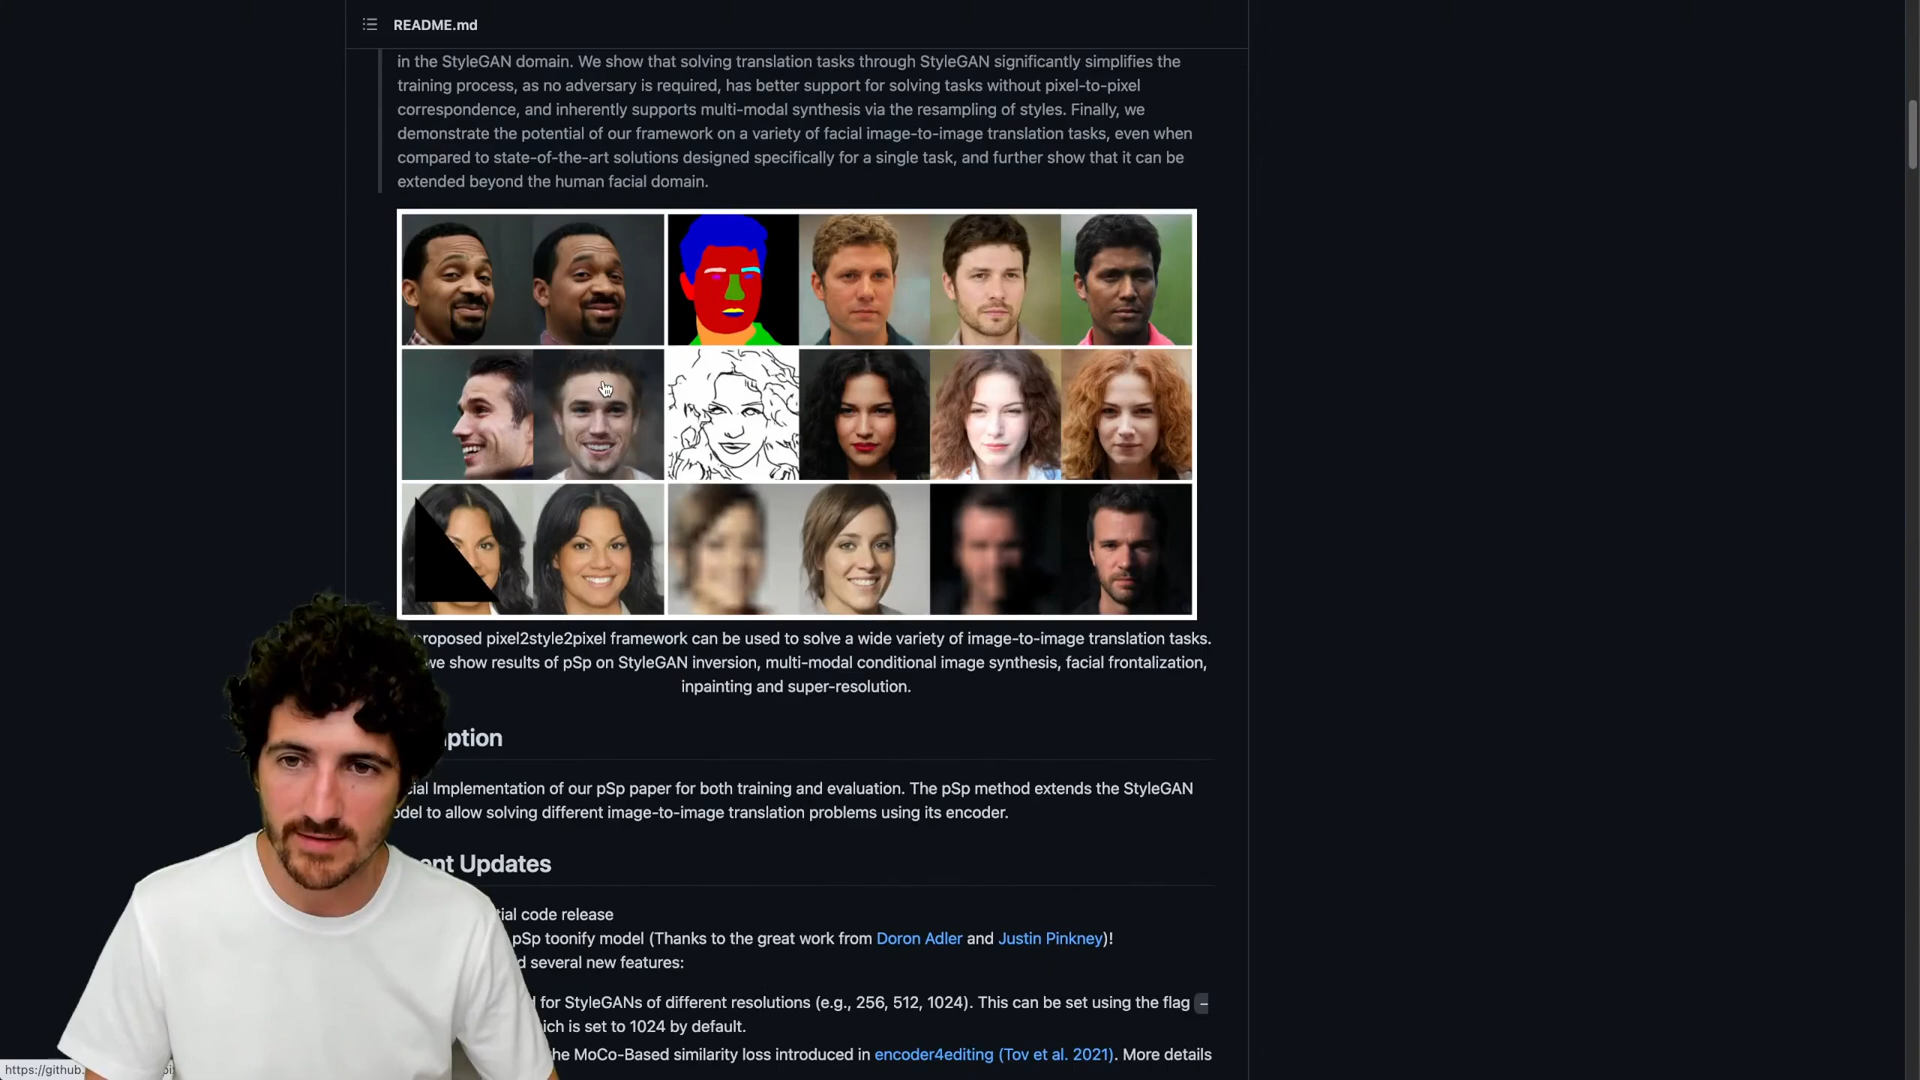 README.md
in the StyleGAN domain. We show that solving translation tasks through StyleGAN significantly simplifies the
training process, as no adversary is required, has better support for solving tasks without pixel-to-pixel
correspondence, and inherently supports multi-modal synthesis via the resampling of styles. Finally, we
demonstrate the potential of our framework on a variety of facial image-to-image translation tasks, even when
compared to state-of-the-art solutions designed specifically for a single task, and further show that it can be
extended beyond the human facial domain.
proposed pixel2style2pixel framework can be used to solve a wide variety of image-to-image translation tasks.
we show results of pSp on StyleGAN inversion, multi-modal conditional image synthesis, facial frontalization,
inpainting and super-resolution.
ption
cial Implementation of our pSp paper for both training and evaluation. The pSp method extends the StyleGAN
odel to allow solving different image-to-image translation problems using its encoder.
ent Updates
tial code release
pSp toonify model (Thanks to the great work from Doron Adler and Justin Pinkney)!
d several new features:
for StyleGANs of different resolutions (e.g., 256, 512, 1024). This can be set using the flag –
ich is set to 1024 by default.
he MoCo-Based similarity loss introduced in encoder4editing (Tov et al. 2021). More details
https://github.